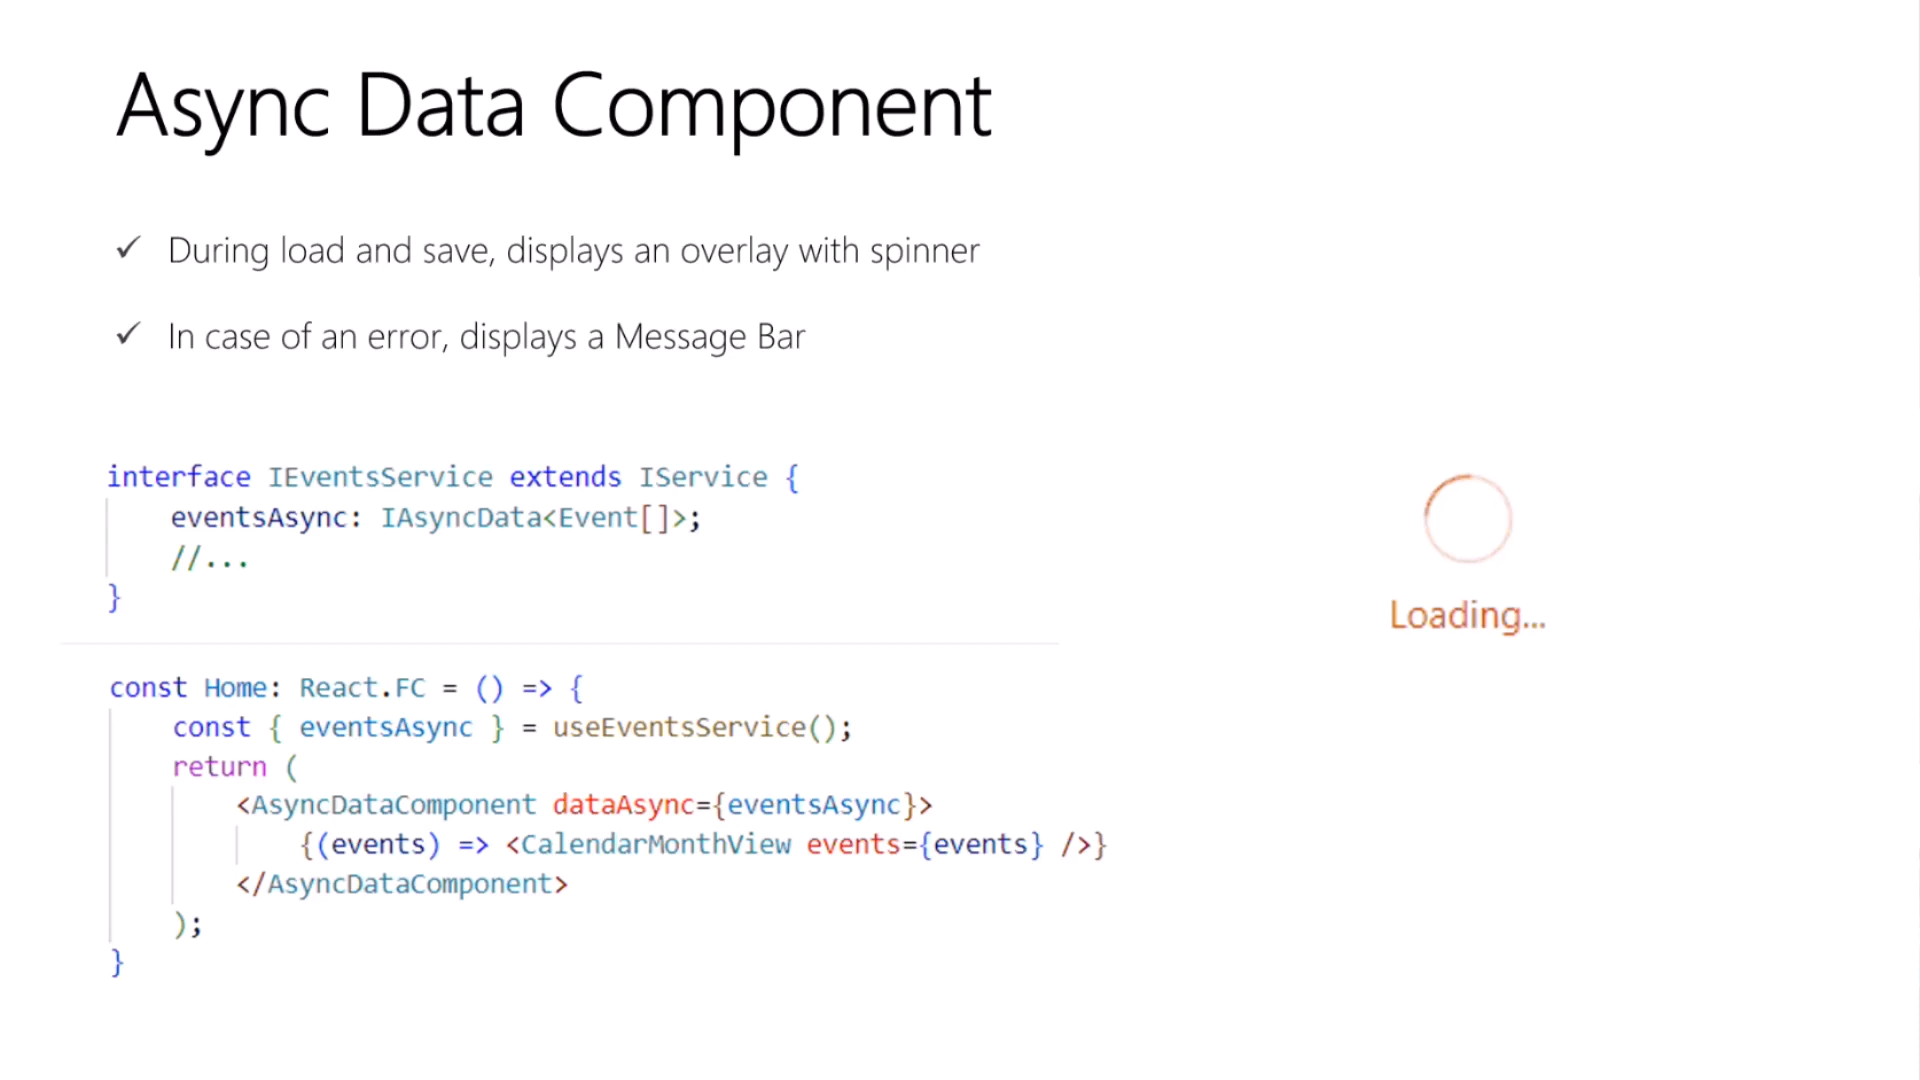 Async Data Component
✓ During load and save, displays an overlay with spinner
✓ In case of an error, displays a Message Bar
interface IEventsService extends IService {
    eventsAsync: IAsyncData<Event[]>;
    //...
}
Loading...
const Home: React.FC = () => {
    const { eventsAsync } = useEventsService();
    return (
        <AsyncDataComponent dataAsync={eventsAsync}>
            {(events) => <CalendarMonthView events={events} />}
        </AsyncDataComponent>
    );
}